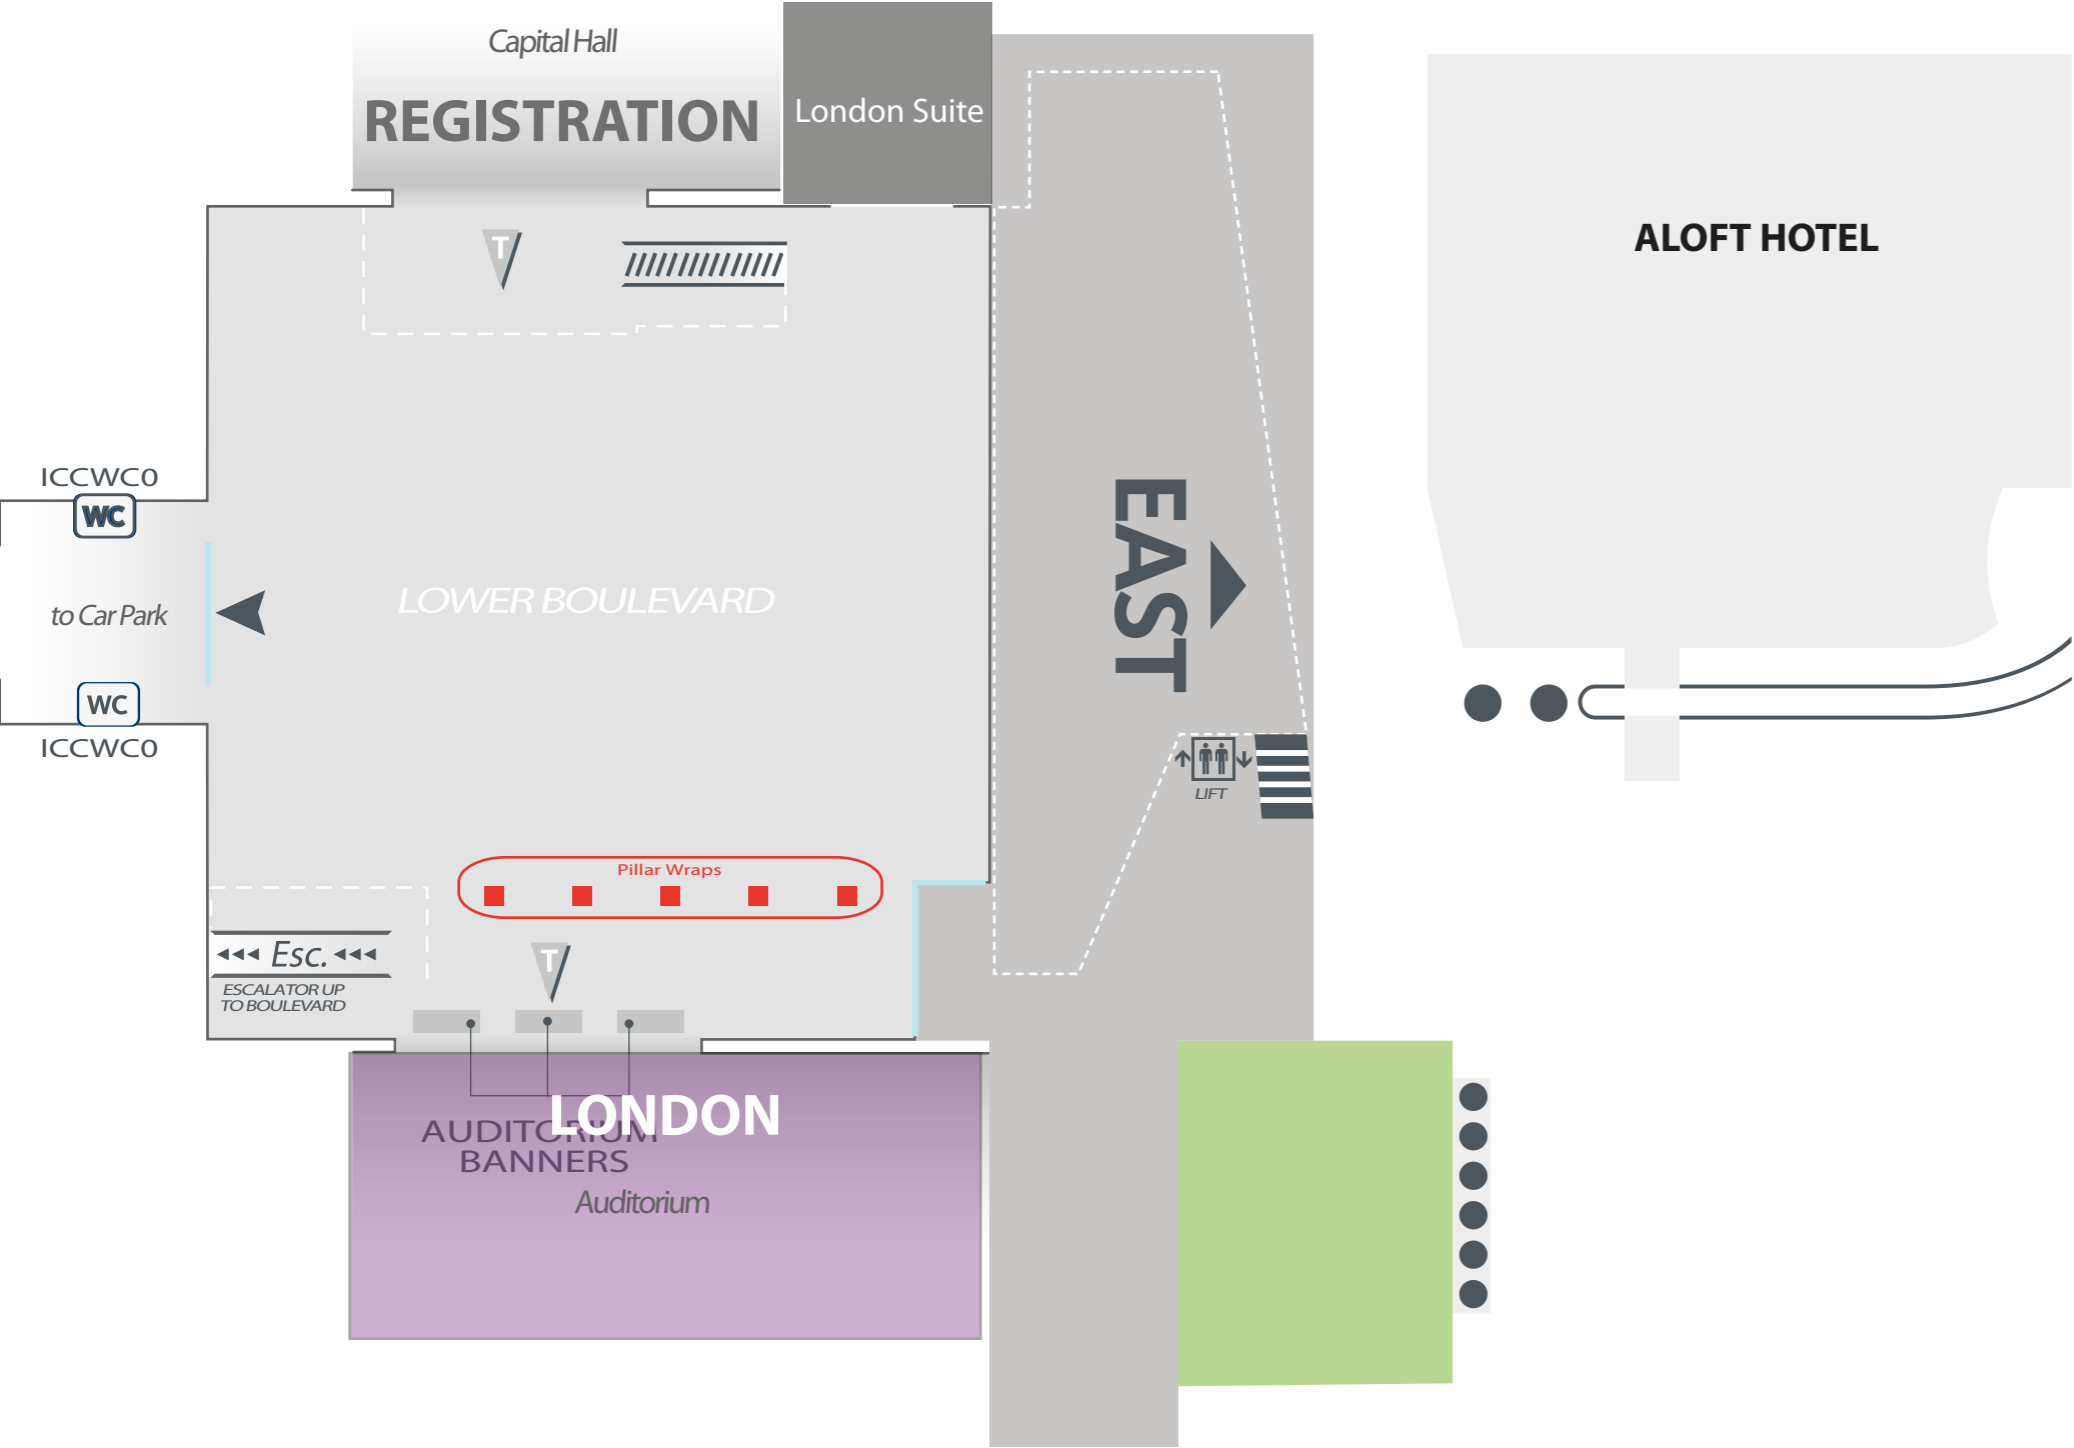 Capital Hall
REGISTRATION
London Suite
ALOFT HOTEL
T
ICCWC0
WC
to Car Park
WC
ICCWC0
LOWER BOULEVARD
EAST
LIFT
Pillar Wraps
Esc.
ESCALATOR UP
TO BOULEVARD
T
LONDON
AUDITORIUM
BANNERS
Auditorium